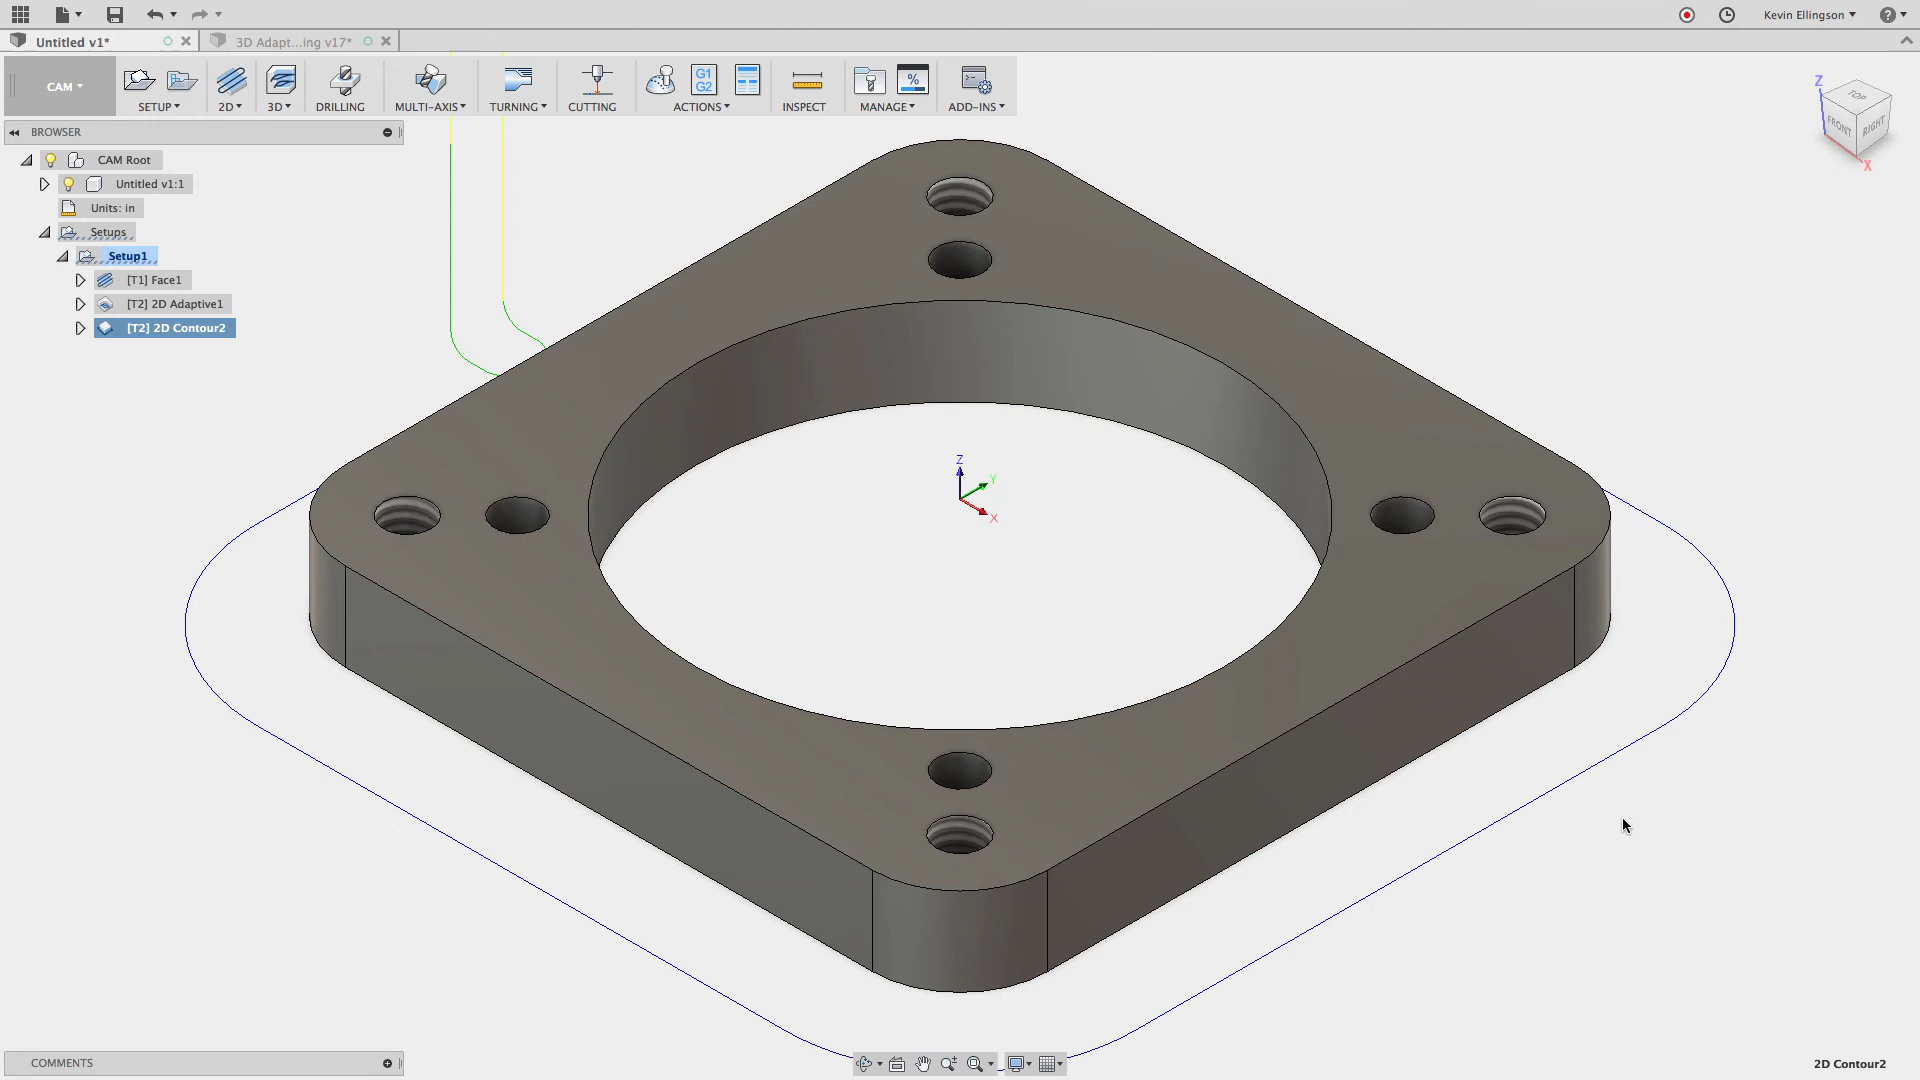 Kevin Ellingson
?
Untitled v1*
3D Adapt...ing v17*
CAM
G1
G2
%
SETUP
2D
3D
DRILLING
MULTI-AXIS
TURNING
CUTTING
ACTIONS
INSPECT
MANAGE
ADD-INS
BROWSER
CAM Root
Untitled v1:1
Units: in
Setups
Setup1
[T1] Face1
[T2] 2D Adaptive1
[T2] 2D Contour2
Z
TOP
FRONT
RIGHT
X
Z
Y
X
COMMENTS
2D Contour2